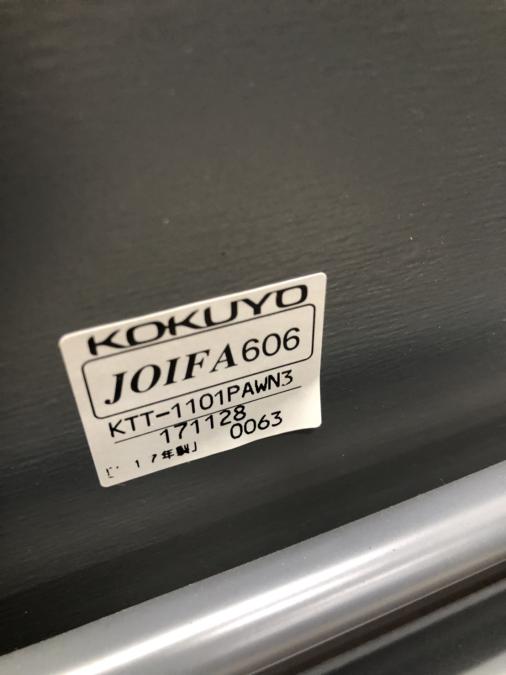 KOKUYO
JOIFA606
KTT-1101PAWN3
171128
0063
17年製」